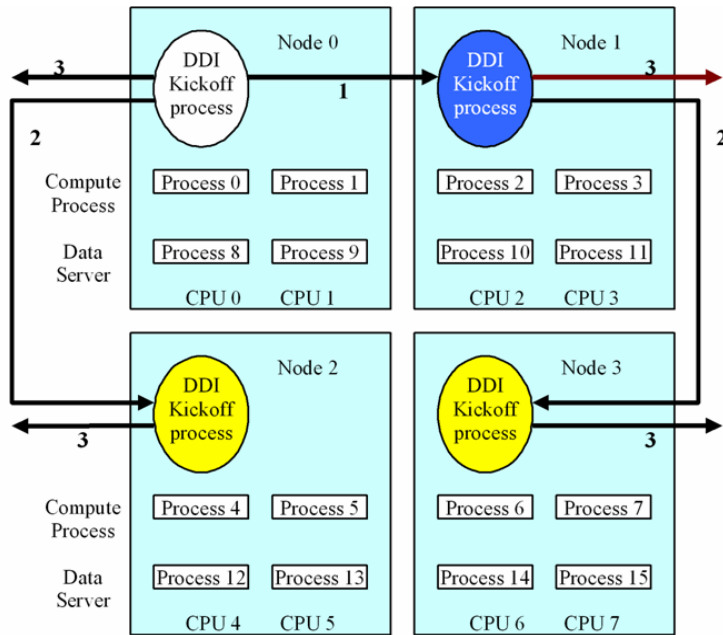 Node 0
Node 1
DDI
Kickoff
process
DDI
Kickoff
process
3
1
3
2
2
Compute
Process
Process 0
Process 1
Process 2
Process 3
Data
Server
Process 8
Process 9
Process 10
Process 11
CPU 0
CPU 1
CPU 2
CPU 3
Node 2
Node 3
DDI
Kickoff
process
DDI
Kickoff
process
3
3
Compute
Process
Process 4
Process 5
Process 6
Process 7
Data
Server
Process 12
Process 13
Process 14
Process 15
CPU 4
CPU 5
CPU 6
CPU 7